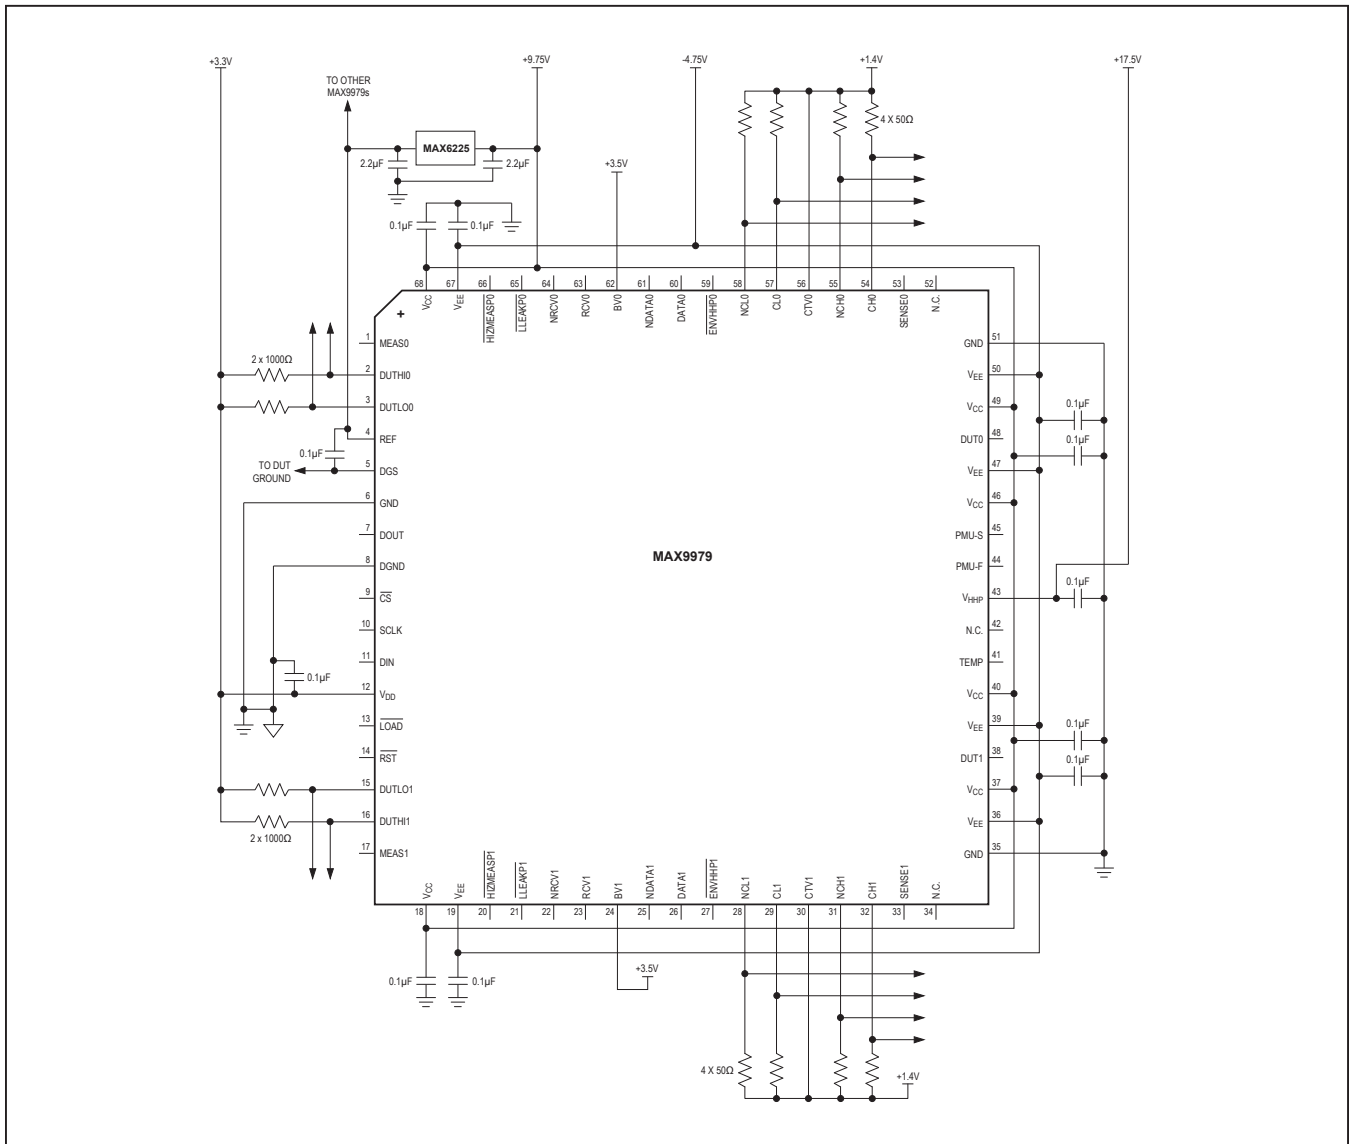 +3.3V
+9.75V
-4.75V
+1.4V
+17.5V
TO OTHER
MAX9979s
4 X 50Ω
MAX6225
2.2µF
2.2µF
+3.5V
0.1µF
0.1µF
68 67 66 65 64 63 62 61 60 59 58 57 56 55 54 53 52
VCC
VEE
HIZMEASP0
LLEAKP0
NRCV0
RCV0
BV0
NDATA0
DATA0
ENVHHP0
NCL0
CL0
CTV0
NCH0
CH0
SENSE0
N.C.
+
1 MEAS0
2 x 1000Ω
2 DUTHI0
3 DUTLO0
4 REF
0.1µF
TO DUT
GROUND
5 DGS
6 GND
7 DOUT
8 DGND
9 CS
10 SCLK
11 DIN
0.1µF
12 VDD
13 LOAD
14 RST
15 DUTLO1
16 DUTHI1
2 x 1000Ω
17 MEAS1
MAX9979
GND 51
VEE 50
VCC 49
0.1µF
DUT0 48
0.1µF
VEE 47
VCC 46
PMU-S 45
PMU-F 44
VHHP 43
0.1µF
N.C. 42
TEMP 41
VCC 40
VEE 39
0.1µF
DUT1 38
0.1µF
VCC 37
VEE 36
GND 35
VCC
VEE
HIZMEASP1
LLEAKP1
NRCV1
RCV1
BV1
NDATA1
DATA1
ENVHHP1
NCL1
CL1
CTV1
NCH1
CH1
SENSE1
N.C.
18 19 20 21 22 23 24 25 26 27 28 29 30 31 32 33 34
0.1µF
0.1µF
+3.5V
4 X 50Ω
+1.4V